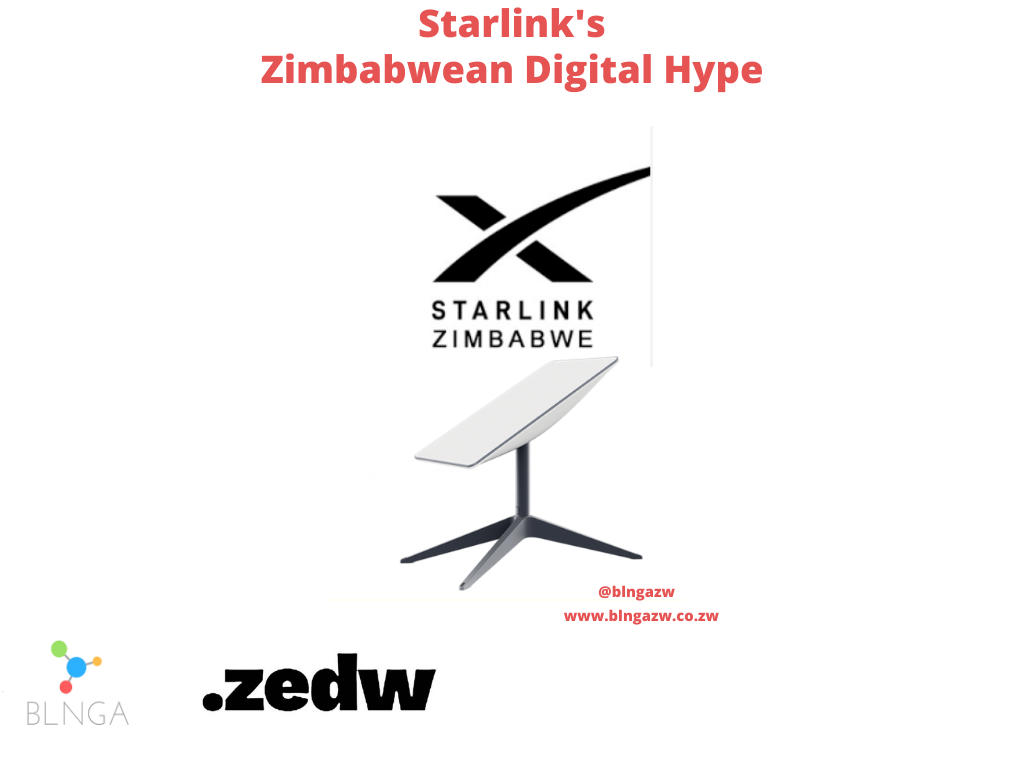 Starlink's
Zimbabwean Digital Hype
STARLINK
ZIMBABWE
@blngazw
www.blngazw.co.zw
BLNGA
.zedw